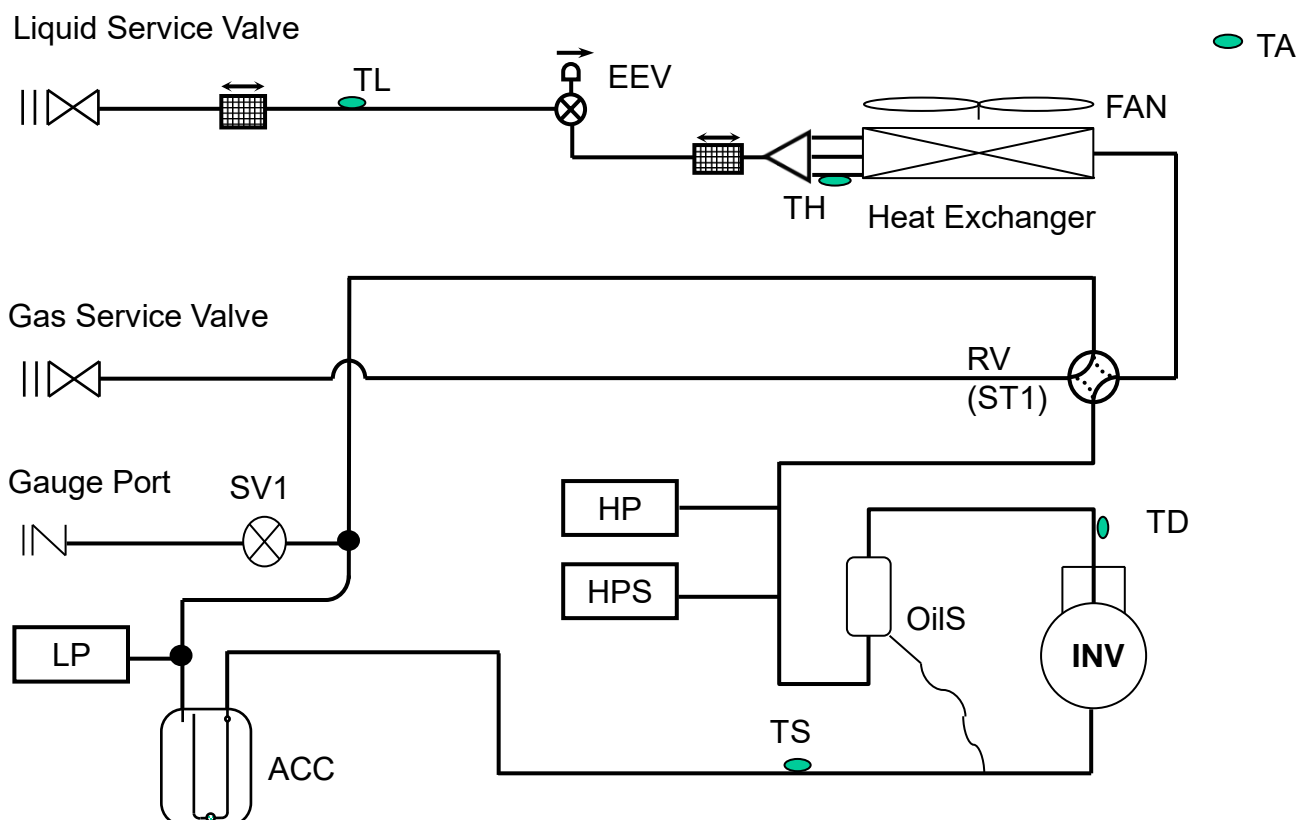 Liquid Service Valve
TA
TL
EEV
FAN
TH
Heat Exchanger
Gas Service Valve
RV
(ST1)
Gauge Port
SV1
HP
TD
HPS
OilS
LP
INV
TS
ACC